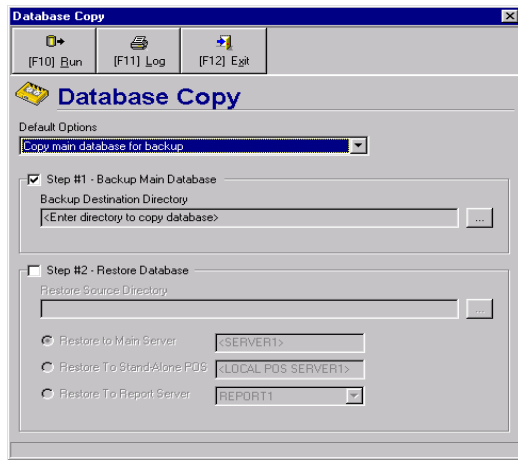 Database Copy
[F10] Run
[F11] Log
[F12] Exit
Database Copy
Default Options
Copy main database for backup
Step #1 - Backup Main Database
Backup Destination Directory
<Enter directory to copy database>
...
Step #2 - Restore Database
Restore Source Directory
...
Restore to Main Server
<SERVER1>
Restore To Stand-Alone POS
<LOCAL POS SERVER1>
Restore To Report Server
REPORT1